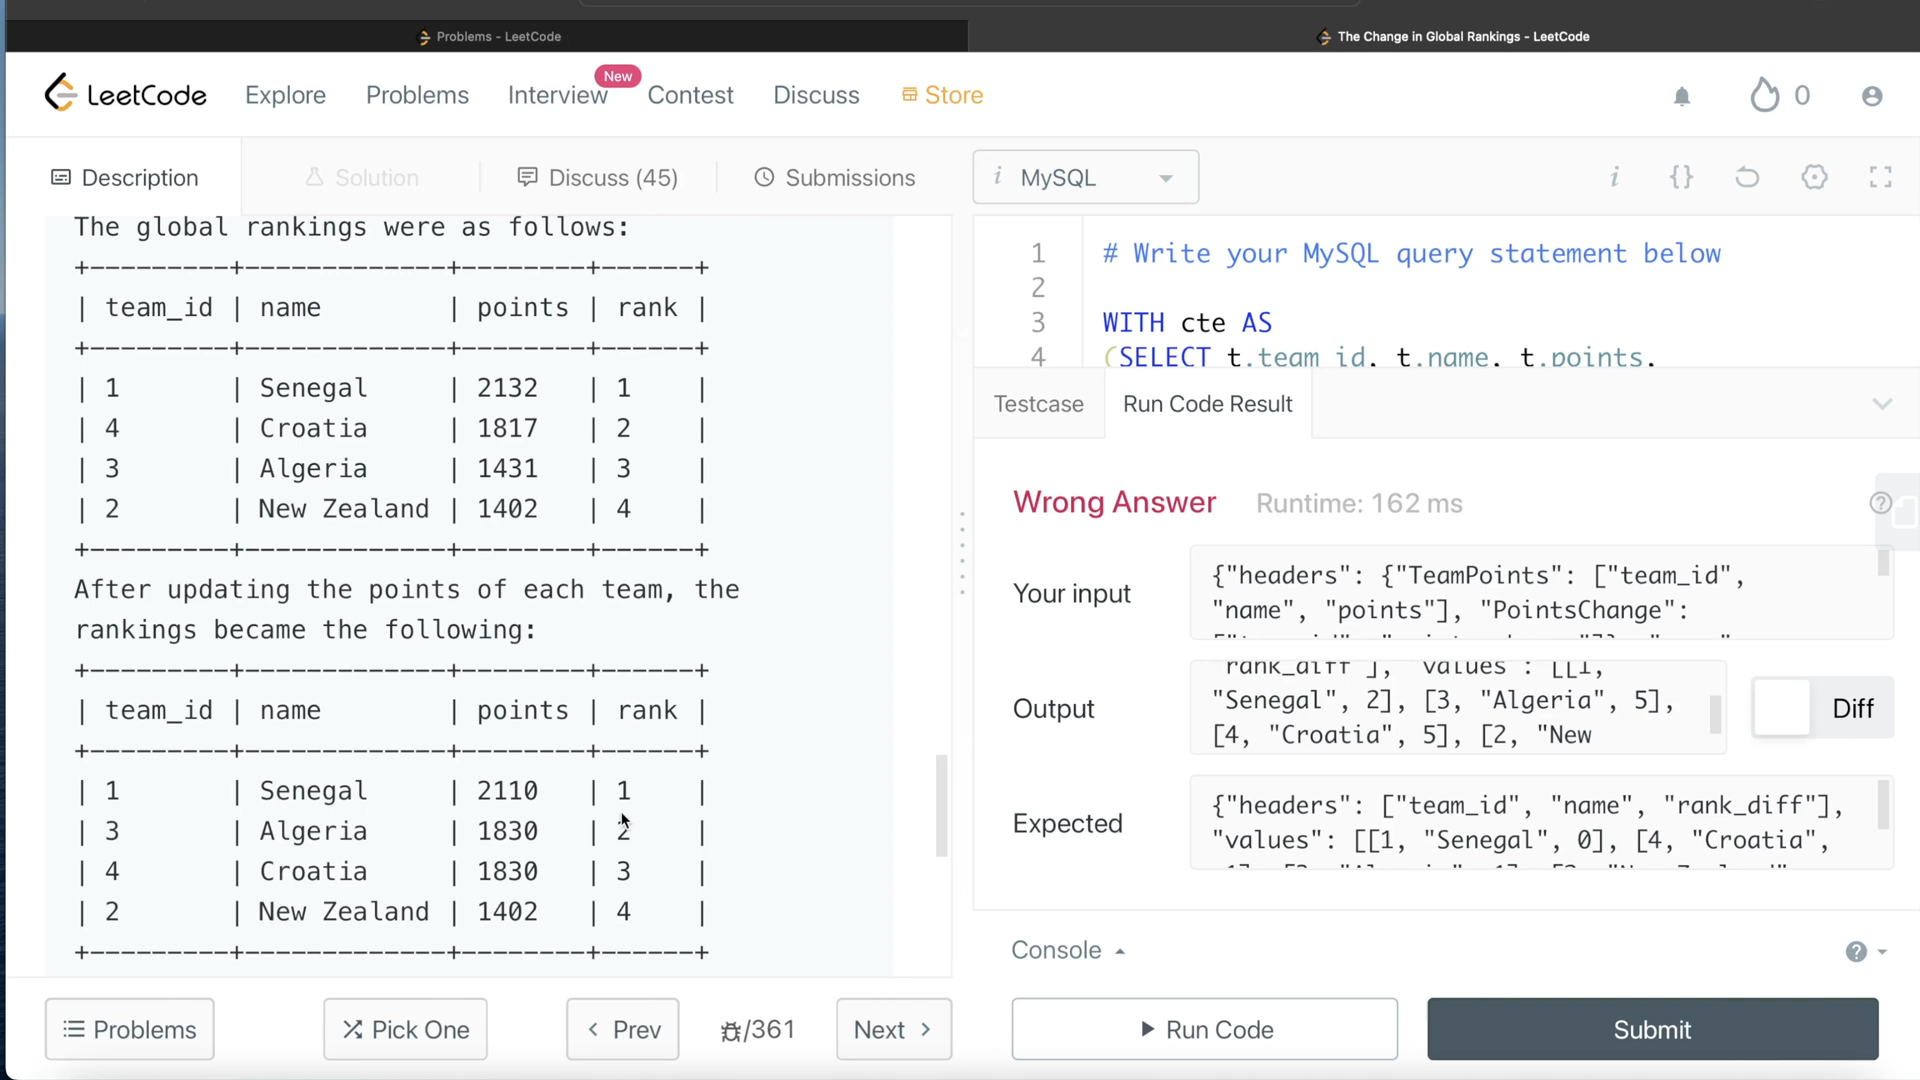 Problems - LeetCode
The Change in Global Rankings - LeetCode
LeetCode
Explore
Problems
Interview
New
Contest
Discuss
Store
0
Description
Solution
Discuss (45)
Submissions
i MySQL
i {}
The global rankings were as follows:
+---------+-------------+--------+------+
| team_id | name        | points | rank |
+---------+-------------+--------+------+
| 1       | Senegal     | 2132   | 1    |
| 4       | Croatia     | 1817   | 2    |
| 3       | Algeria     | 1431   | 3    |
| 2       | New Zealand | 1402   | 4    |
+---------+-------------+--------+------+
After updating the points of each team, the
rankings became the following:
+---------+-------------+--------+------+
| team_id | name        | points | rank |
+---------+-------------+--------+------+
| 1       | Senegal     | 2110   | 1    |
| 3       | Algeria     | 1830   | 2    |
| 4       | Croatia     | 1830   | 3    |
| 2       | New Zealand | 1402   | 4    |
+---------+-------------+--------+------+
Problems
Pick One
Prev
/361
Next
1 # Write your MySQL query statement below
2
3 WITH cte AS
4 (SELECT t.team_id, t.name, t.points,
Testcase
Run Code Result
Wrong Answer
Runtime: 162 ms
Your input
{"headers": {"TeamPoints": ["team_id",
"name", "points"], "PointsChange":
Output
"rank_diff"], "values": [[1,
"Senegal", 2], [3, "Algeria", 5],
[4, "Croatia", 5], [2, "New
Diff
Expected
{"headers": ["team_id", "name", "rank_diff"],
"values": [[1, "Senegal", 0], [4, "Croatia",
Console
Run Code
Submit